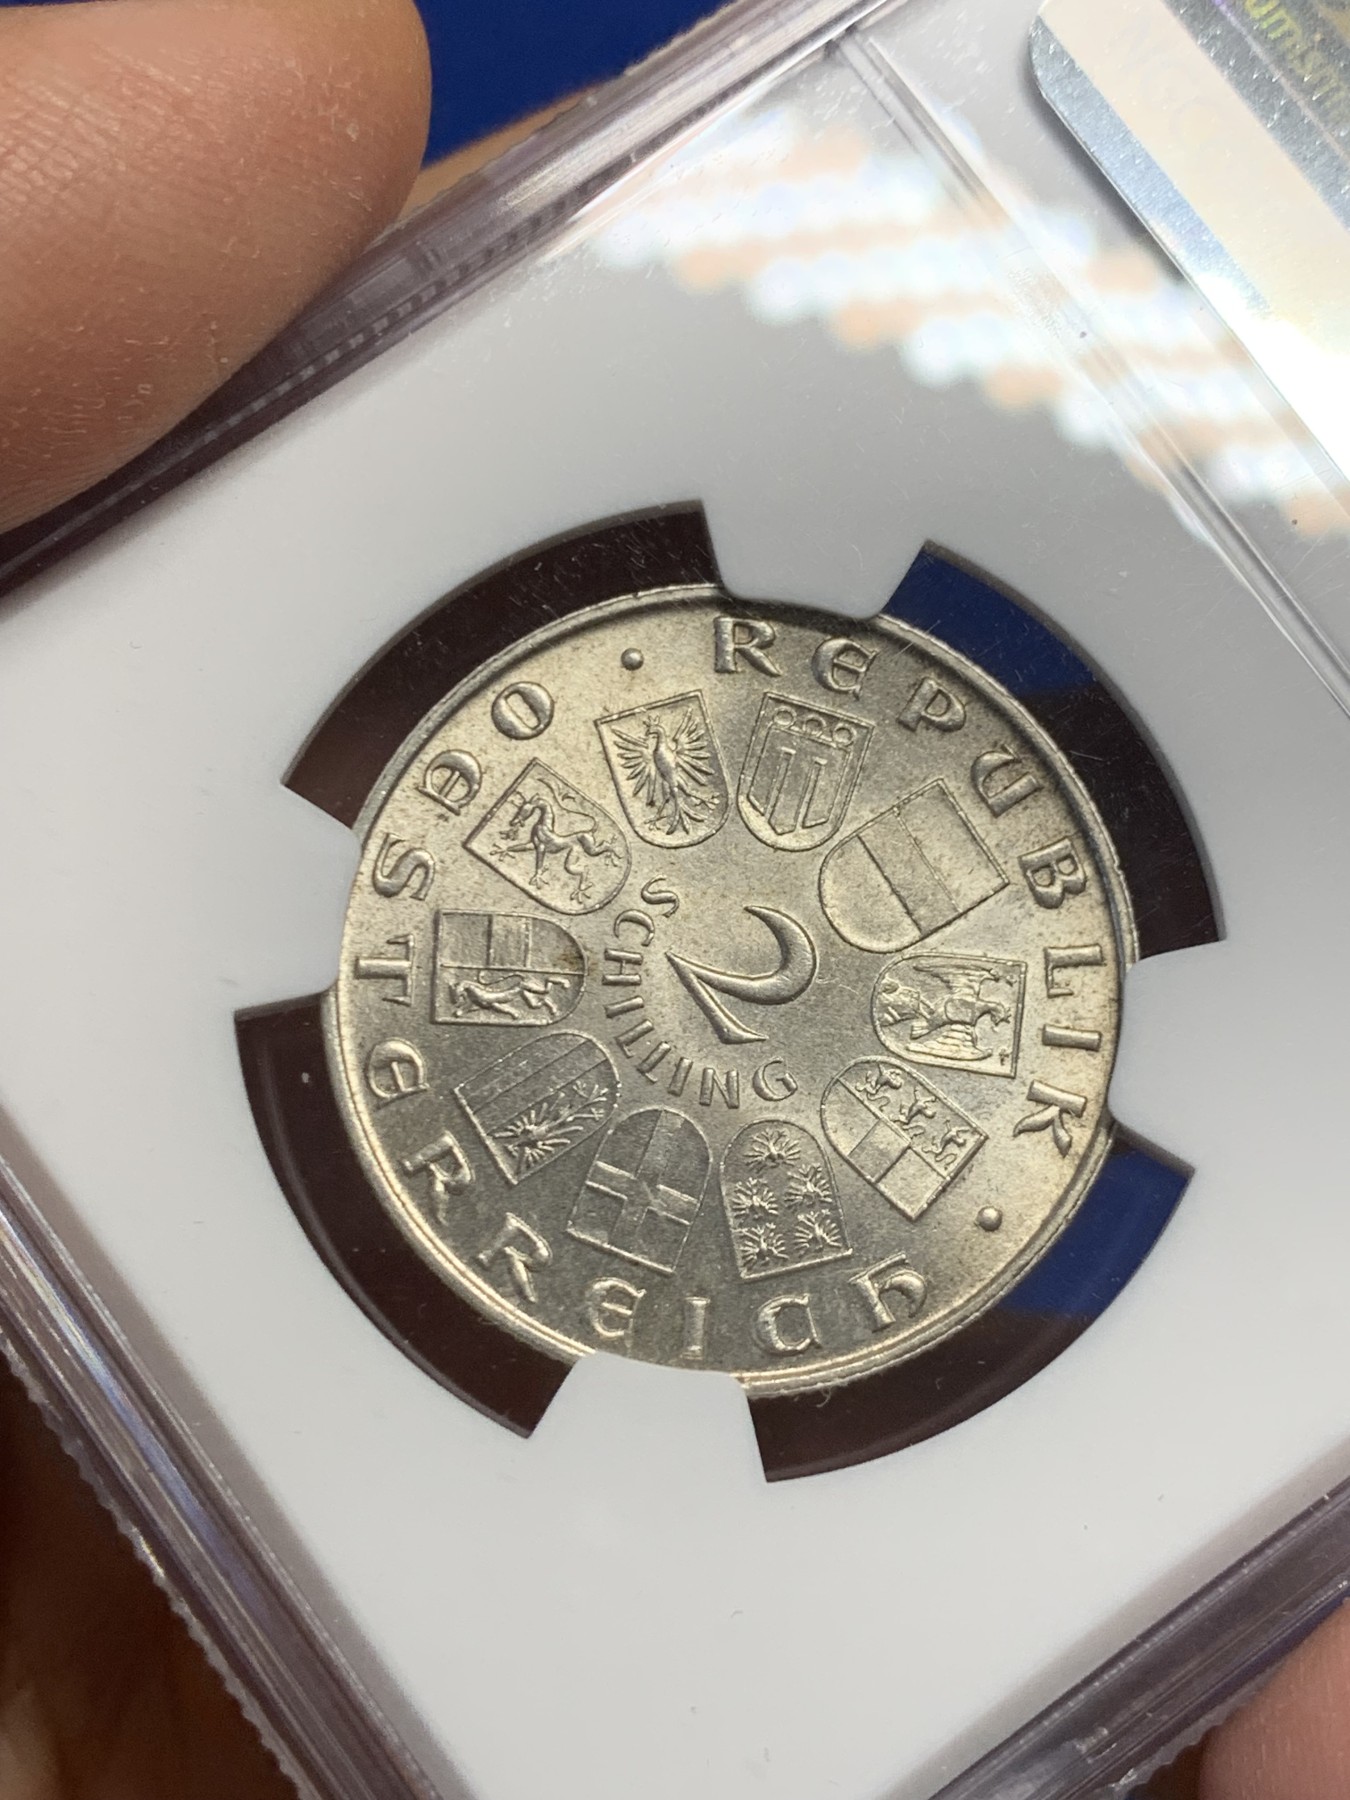 REPUBLIK
OESTERREICH
2
SCHILLING